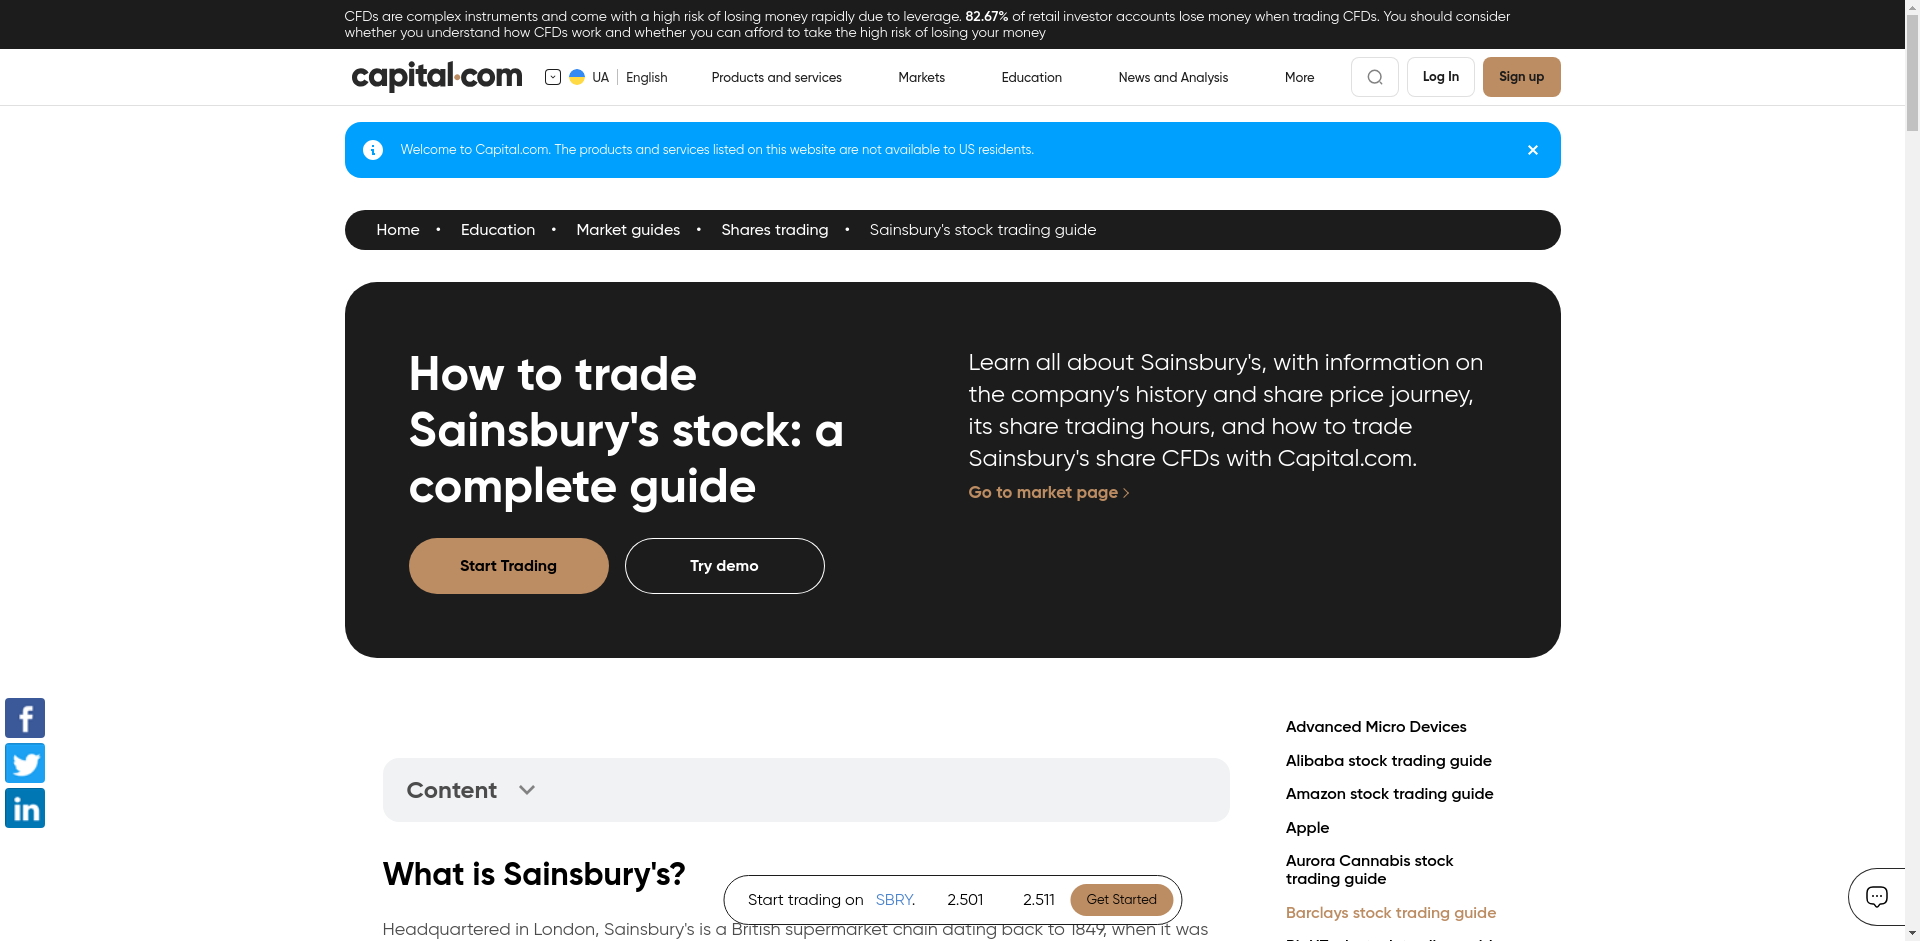 CFDs are complex instruments and come with a high risk of losing money rapidly due to leverage. 82.67% of retail investor accounts lose money when trading CFDs. You should consider
whether you understand how CFDs work and whether you can afford to take the high risk of losing your money
capital.com
UA
English
Products and services
Markets
Education
News and Analysis
More
Log In
Sign up
Welcome to Capital.com. The products and services listed on this website are not available to US residents.
Home • Education • Market guides • Shares trading • Sainsbury's stock trading guide
How to trade
Sainsbury's stock: a
complete guide
Start Trading
Try demo
Learn all about Sainsbury's, with information on
the company’s history and share price journey,
its share trading hours, and how to trade
Sainsbury's share CFDs with Capital.com.
Go to market page
Content
What is Sainsbury's?
Headquartered in London, Sainsbury's is a British supermarket chain dating back to 1849, when it was
Start trading on SBRY. 2.501 2.511 Get Started
Advanced Micro Devices
Alibaba stock trading guide
Amazon stock trading guide
Apple
Aurora Cannabis stock
trading guide
Barclays stock trading guide